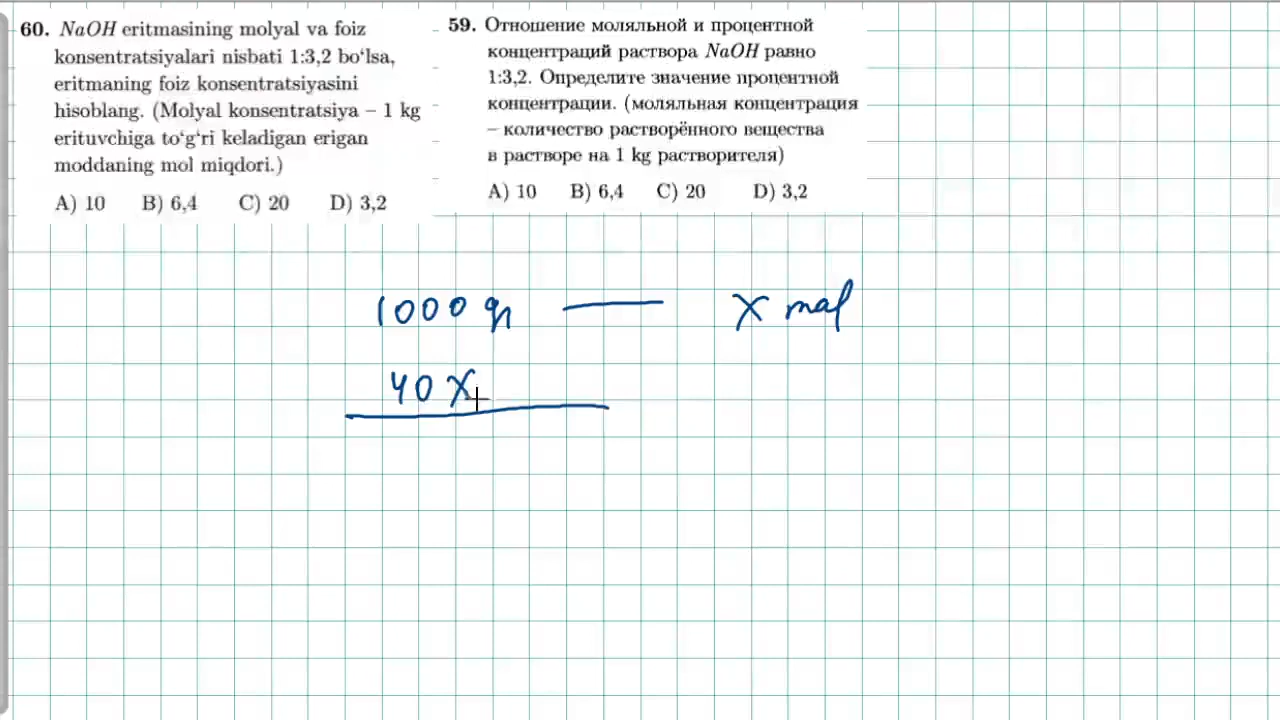 60. NaOH eritmasining molyal va foiz
konsentratsiyalari nisbati 1:3,2 bo‘lsa,
eritmaning foiz konsentratsiyasini
hisoblang. (Molyal konsentratsiya – 1 kg
erituvchiga to‘g‘ri keladigan erigan
moddaning mol miqdori.)
A) 10 B) 6,4 C) 20 D) 3,2
59. Отношение моляльной и процентной
концентраций раствора NaOH равно
1:3,2. Определите значение процентной
концентрации. (моляльная концентрация
– количество растворённого вещества
в растворе на 1 kg растворителя)
A) 10 B) 6,4 C) 20 D) 3,2
1000 — X mol
40 X